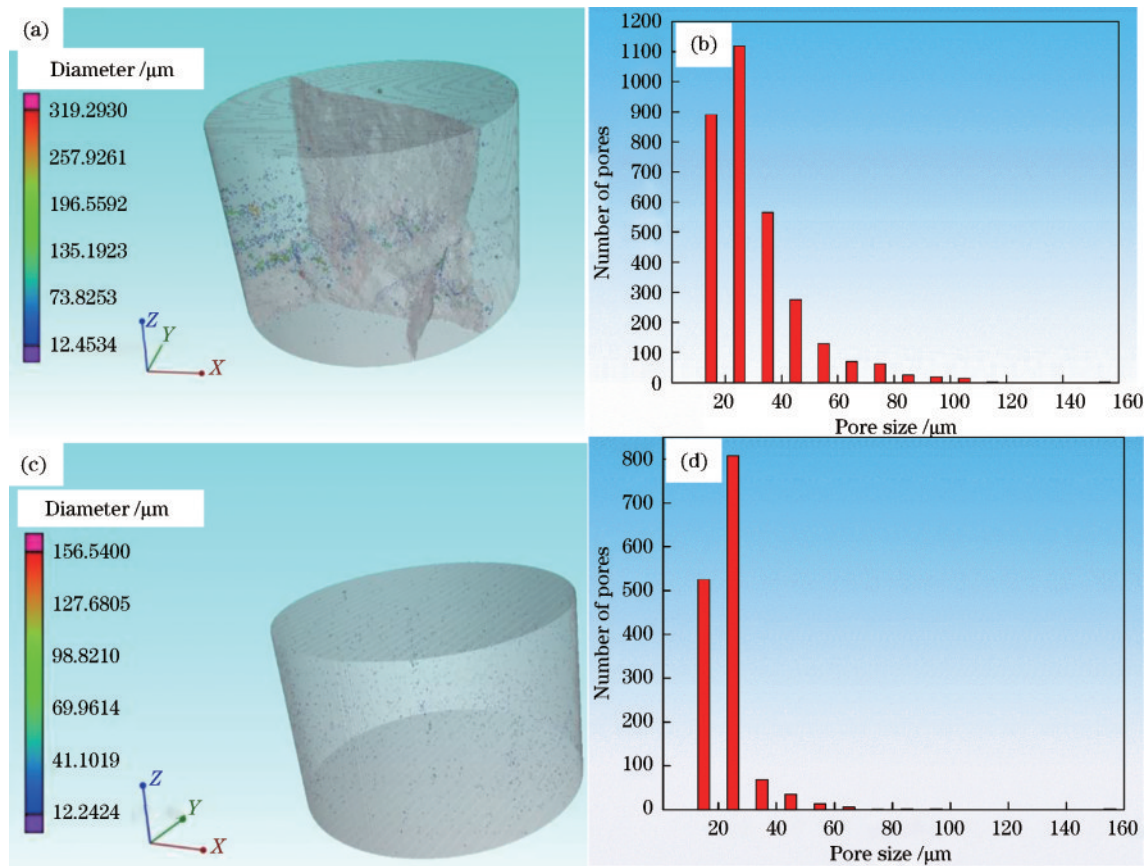 (a)
Diameter /μm
319.2930
257.9261
196.5592
135.1923
73.8253
12.4534
Z
Y
X
(b)
1200
1100
1000
900
800
700
600
500
400
300
200
100
0
Number of pores
20 40 60 80 100 120 140 160
Pore size /μm
(c)
Diameter /μm
156.5400
127.6805
98.8210
69.9614
41.1019
12.2424
Z
Y
X
(d)
800
700
600
500
400
300
200
100
0
Number of pores
20 40 60 80 100 120 140 160
Pore size /μm